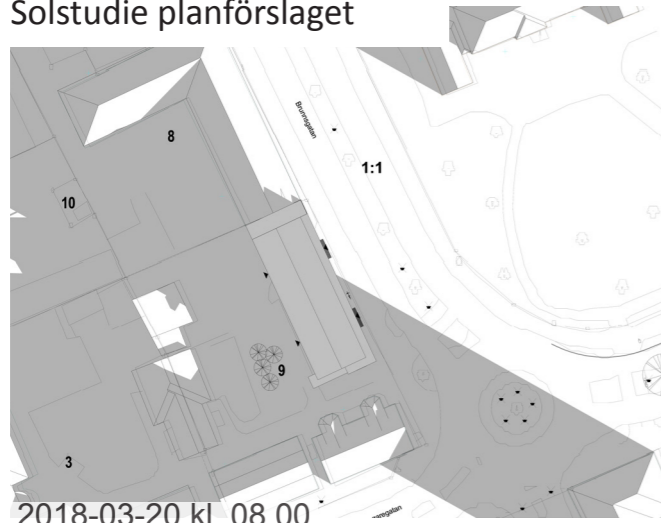 Solstudie planförslaget
Brunnsgatan
8
1:1
10
9
3
2018-03-20 kl 08.00